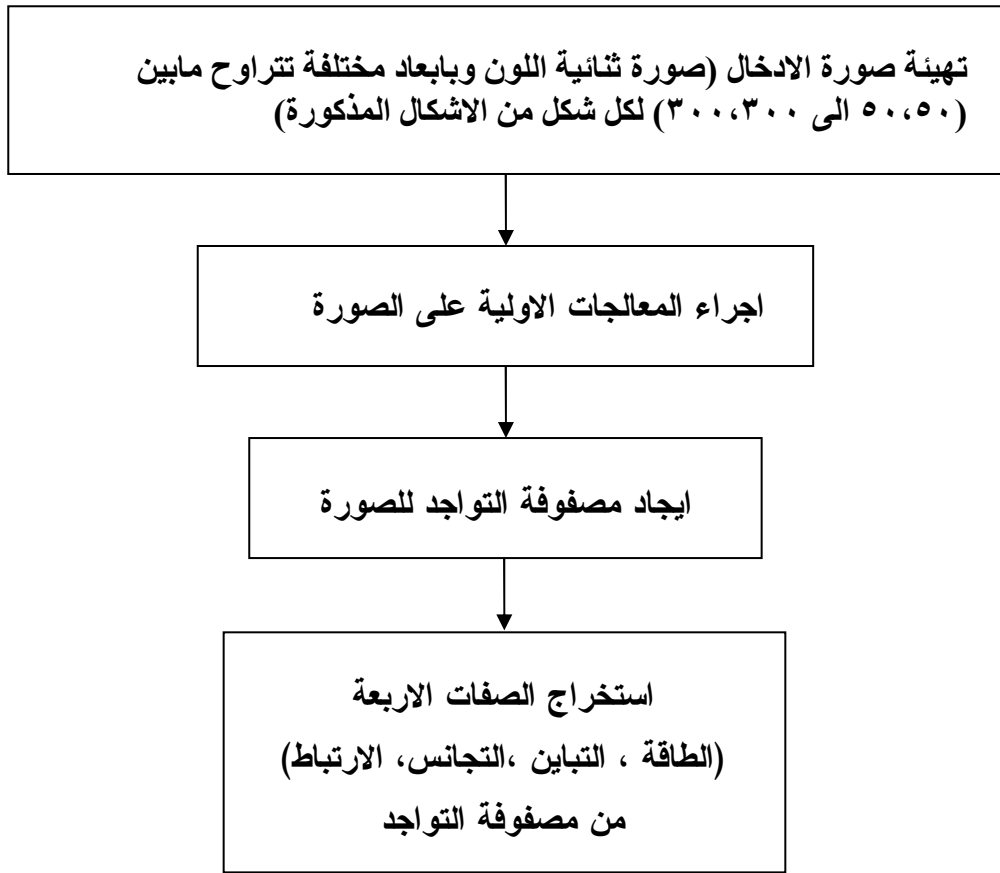 تهيئة صورة الادخال (صورة ثنائية اللون وبابعاد مختلفة تتراوح مابين
(٥٠،٥٠ الى ٣٠٠،٣٠٠) لكل شكل من الاشكال المذكورة)
اجراء المعالجات الاولية على الصورة
ايجاد مصفوفة التواجد للصورة
استخراج الصفات الاربعة
(الطاقة ، التباين ،التجانس، الارتباط)
من مصفوفة التواجد